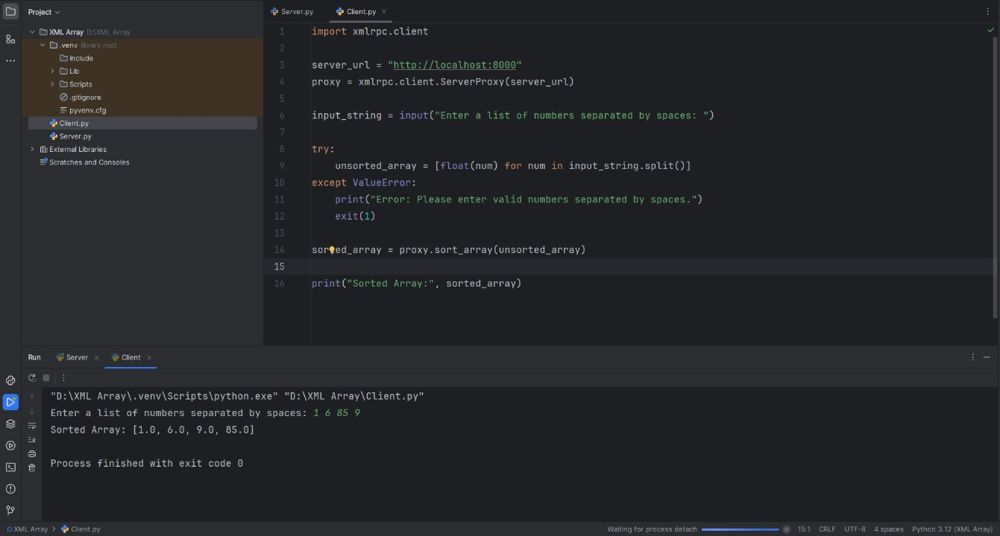 Project
Server.py
Client.py
XML Array D:\XML Array
.venv library root
Include
Lib
Scripts
.gitignore
pyvenv.cfg
Client.py
Server.py
External Libraries
Scratches and Consoles
1 import xmlrpc.client
2
3 server_url = "http://localhost:8000"
4 proxy = xmlrpc.client.ServerProxy(server_url)
5
6 input_string = input("Enter a list of numbers separated by spaces: ")
7
8 try:
9 unsorted_array = [float(num) for num in input_string.split()]
10 except ValueError:
11 print("Error: Please enter valid numbers separated by spaces.")
12 exit(1)
13
14 sorted_array = proxy.sort_array(unsorted_array)
15
16 print("Sorted Array:", sorted_array)
Run Server Client
"D:\XML Array\.venv\Scripts\python.exe" "D:\XML Array\Client.py"
Enter a list of numbers separated by spaces: 1 6 85 9
Sorted Array: [1.0, 6.0, 9.0, 85.0]
Process finished with exit code 0
XML Array > Client.py
Waiting for process detach 15:1 CRLF UTF-8 4 spaces Python 3.12 (XML Array)